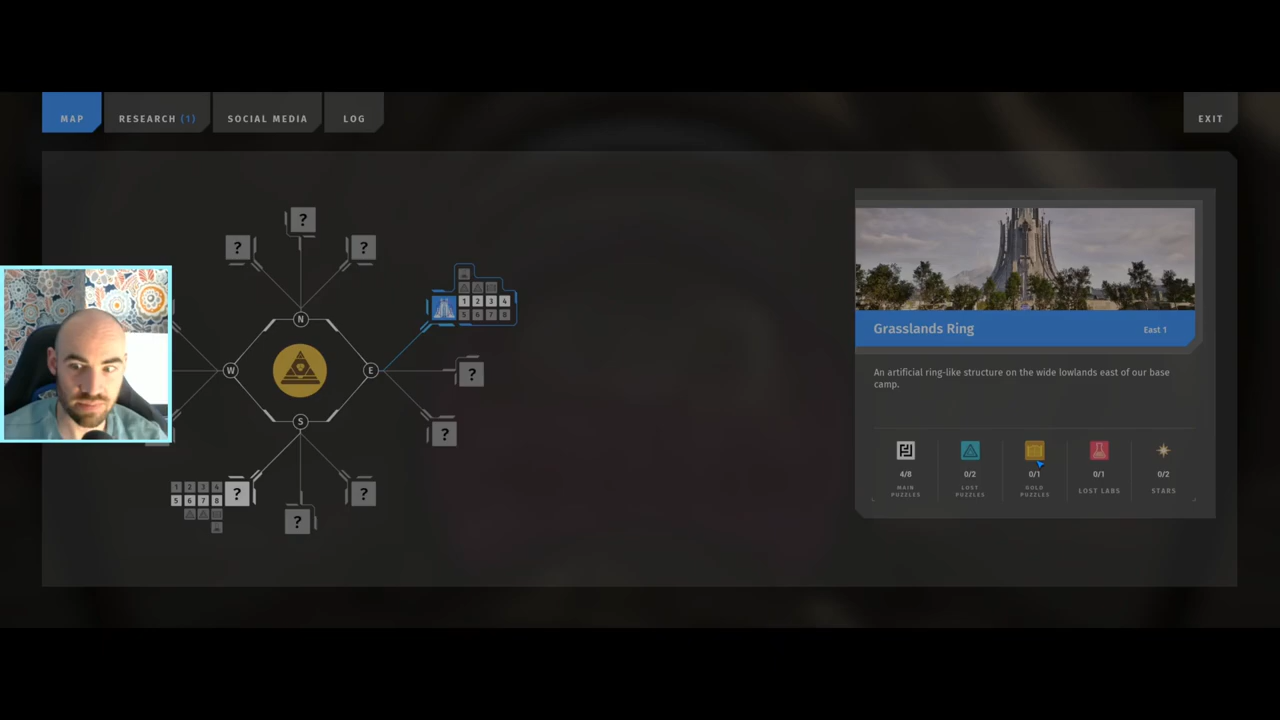 MAP
RESEARCH (1)
SOCIAL MEDIA
LOG
EXIT
?
? ?
N
1 2 3 4
5 6 7 8
W E
?
S
?
1 2 3 4
5 6 7 8
? ?
?
Grasslands Ring
East 1
An artificial ring-like structure on the wide lowlands east of our base
camp.
4/8
MAIN
PUZZLES
0/2
LOST
PUZZLES
0/1
GOLD
PUZZLES
0/1
LOST LABS
0/2
STARS